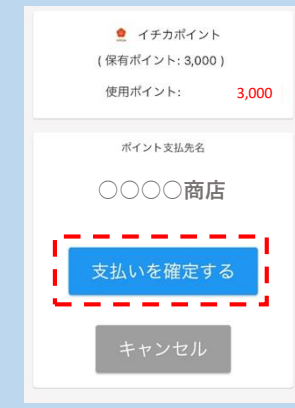 イチカポイント
( 保有ポイント: 3,000 )
使用ポイント: 3,000
ポイント支払先名
○○○○商店
支払いを確定する
キャンセル